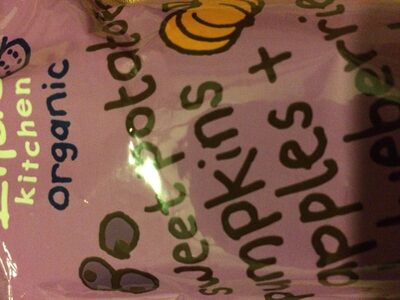 kitchen
organic
sweet potatoes
pumpkins
apples +